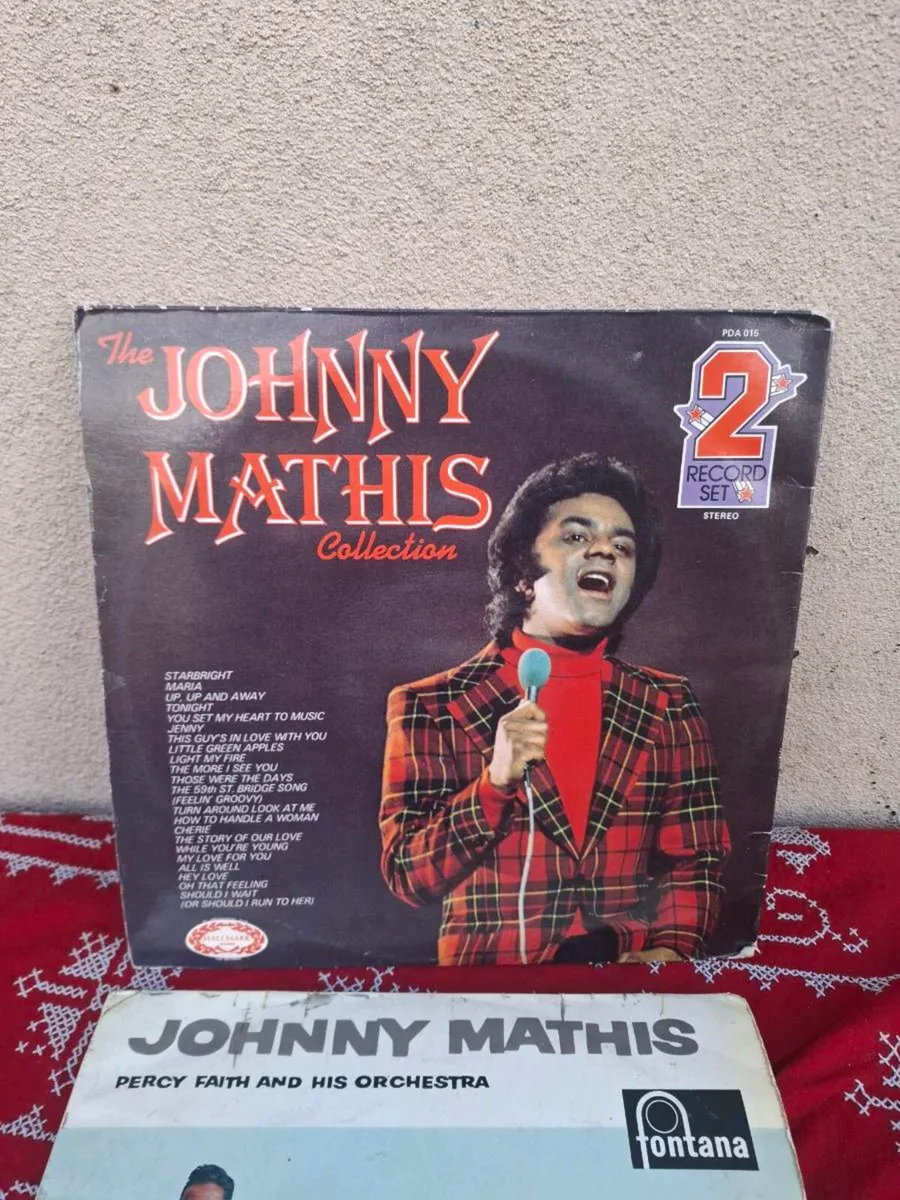 The
JOHNNY
MATHIS
Collection
PDA 015
2
RECORD
SET
STEREO
STARBRIGHT
MARIA
UP, UP AND AWAY
TONIGHT
YOU SET MY HEART TO MUSIC
JENNY
THIS GUY'S IN LOVE WITH YOU
LITTLE GREEN APPLES
LIGHT MY FIRE
THE MORE I SEE YOU
THOSE WERE THE DAYS
THE 59th ST. BRIDGE SONG
(FEELIN' GROOVY)
TURN AROUND LOOK AT ME
HOW TO HANDLE A WOMAN
CHERIE
THE STORY OF OUR LOVE
WHILE YOU'RE YOUNG
MY LOVE FOR YOU
ALL IS WELL
HEY LOVE
OH THAT FEELING
SHOULD I WAIT
(OR SHOULD I RUN TO HER)
HALLMARK
JOHNNY MATHIS
PERCY FAITH AND HIS ORCHESTRA
fontana